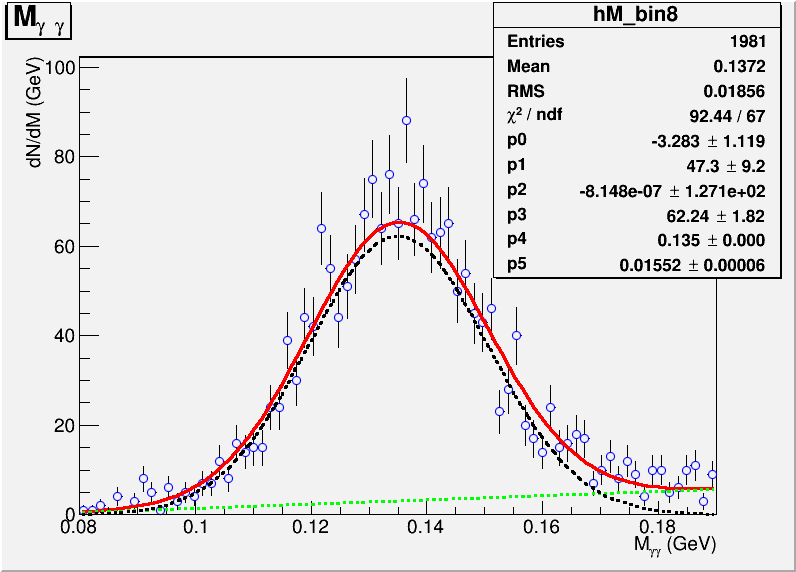 M γ γ
hM_bin8
Entries 1981
Mean 0.1372
RMS 0.01856
χ² / ndf 92.44 / 67
p0 -3.283 ± 1.119
p1 47.3 ± 9.2
p2 -8.148e-07 ± 1.271e+02
p3 62.24 ± 1.82
p4 0.135 ± 0.000
p5 0.01552 ± 0.00006
dN/dM (GeV)
100
80
60
40
20
0
0.08 0.1 0.12 0.14 0.16 0.18
Mγγ (GeV)